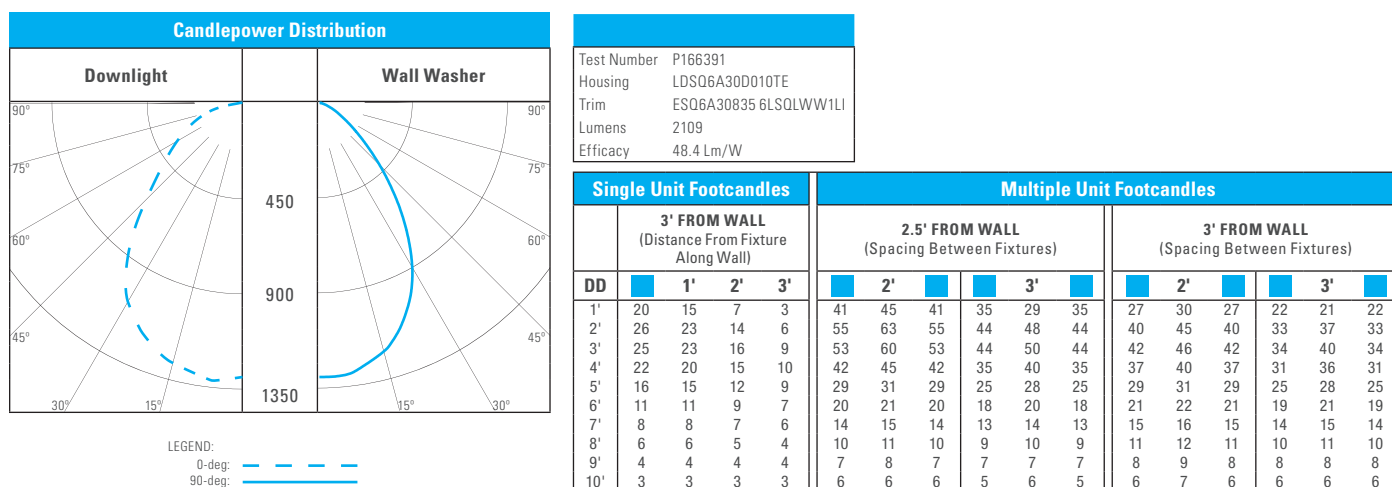 Candlepower Distribution
Downlight
Wall Washer
90º
90º
75º
75º
60º
60º
45º
45º
30º
15º
15º
30º
450
900
1350
LEGEND:
0-deg:
90-deg:
Test Number P166391
Housing LDSQ6A30D010TE
Trim ESQ6A30835 6LSQLWW1LI
Lumens 2109
Efficacy 48.4 Lm/W
Single Unit Footcandles
Multiple Unit Footcandles
3' FROM WALL
(Distance From Fixture
Along Wall)
2.5' FROM WALL
(Spacing Between Fixtures)
3' FROM WALL
(Spacing Between Fixtures)
DD 1' 2' 3' 2' 3' 2' 3'
1' 20 15 7 3 41 45 41 35 29 35 27 30 27 22 21 22
2' 26 23 14 6 55 63 55 44 48 44 40 45 40 33 37 33
3' 25 23 16 9 53 60 53 44 50 44 42 46 42 34 40 34
4' 22 20 15 10 42 45 42 35 40 35 37 40 37 31 36 31
5' 16 15 12 9 29 31 29 25 28 25 29 31 29 25 28 25
6' 11 11 9 7 20 21 20 18 20 18 21 22 21 19 21 19
7' 8 8 7 6 14 15 14 13 14 13 15 16 15 14 15 14
8' 6 6 5 4 10 11 10 9 10 9 11 12 11 10 11 10
9' 4 4 4 4 7 8 7 7 7 7 8 9 8 8 8 8
10' 3 3 3 3 6 6 6 5 6 5 6 7 6 6 6 6